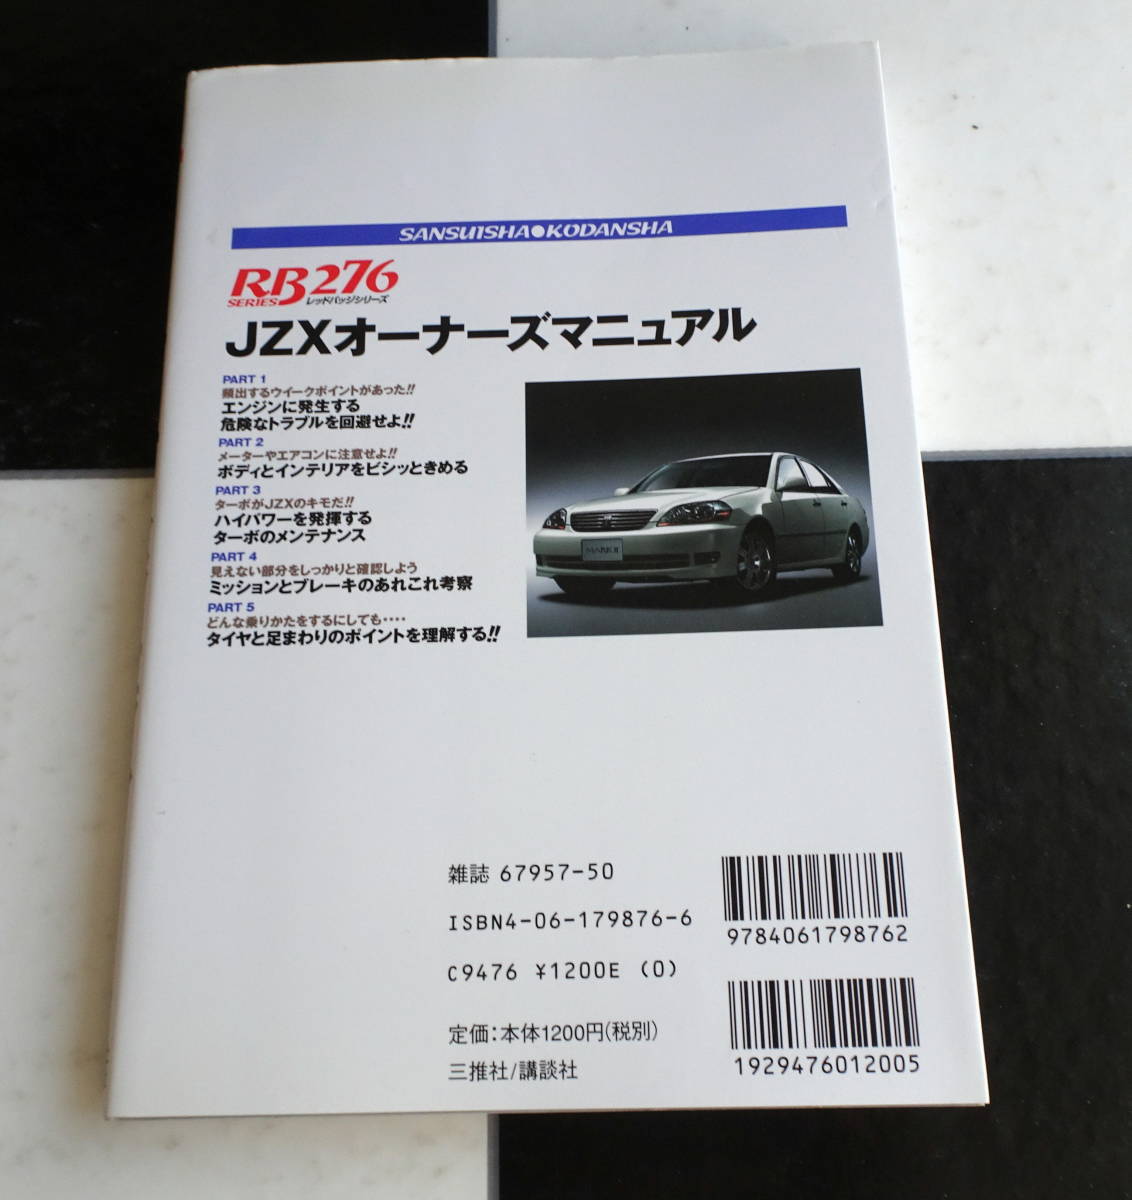 SANSUISHA●KODANSHA
RB276
SERIES レッドバッジシリーズ
JZXオーナーズマニュアル
PART 1
頻出するウイークポイントがあった!!
エンジンに発生する
危険なトラブルを回避せよ!!
PART 2
メーターやエアコンに注意せよ!!
ボディとインテリアをビシッときめる
PART 3
ターボがJZXのキモだ!!
ハイパワーを発揮する
ターボのメンテナンス
PART 4
見えない部分をしっかりと確認しよう
ミッションとブレーキのあれこれ考察
PART 5
どんな乗りかたをするにしても‥‥
タイヤと足まわりのポイントを理解する!!
MARK II
雑誌 67957-50
ISBN4-06-179876-6
C9476 ¥1200E (0)
定価：本体1200円(税別)
三推社/講談社
9784061798762
1929476012005